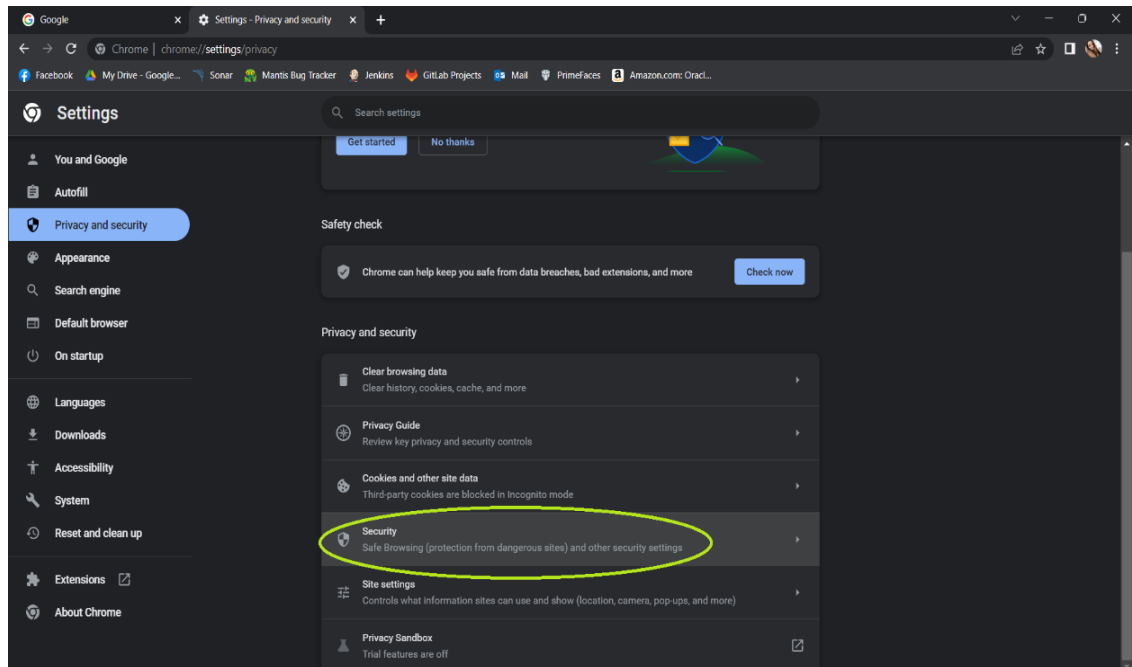 Google
Settings - Privacy and security
Chrome | chrome://settings/privacy
Facebook My Drive - Google... Sonar Mantis Bug Tracker Jenkins GitLab Projects Mail PrimeFaces Amazon.com: Oracl...
Settings
Search settings
Get started No thanks
You and Google
Autofill
Privacy and security
Appearance
Search engine
Default browser
On startup
Languages
Downloads
Accessibility
System
Reset and clean up
Extensions
About Chrome
Safety check
Chrome can help keep you safe from data breaches, bad extensions, and more Check now
Privacy and security
Clear browsing data
Clear history, cookies, cache, and more
Privacy Guide
Review key privacy and security controls
Cookies and other site data
Third-party cookies are blocked in Incognito mode
Security
Safe Browsing (protection from dangerous sites) and other security settings
Site settings
Controls what information sites can use and show (location, camera, pop-ups, and more)
Privacy Sandbox
Trial features are off